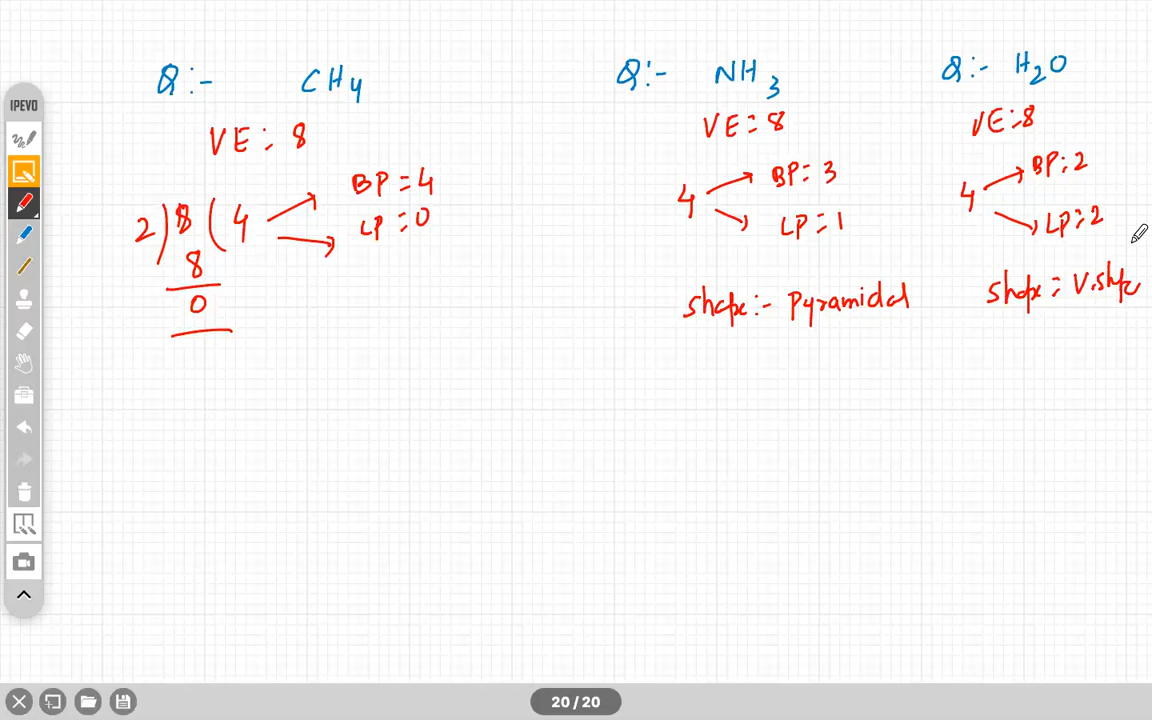 IPEVO
Q:- CH4
VE: 8
2)8(4
8
0
BP = 4
LP = 0
Q:- NH3
VE = 8
4
BP = 3
LP = 1
Shape:- Pyramidal
Q:- H2O
VE: 8
4
BP: 2
LP: 2
Shape: V. Shpe
20 / 20